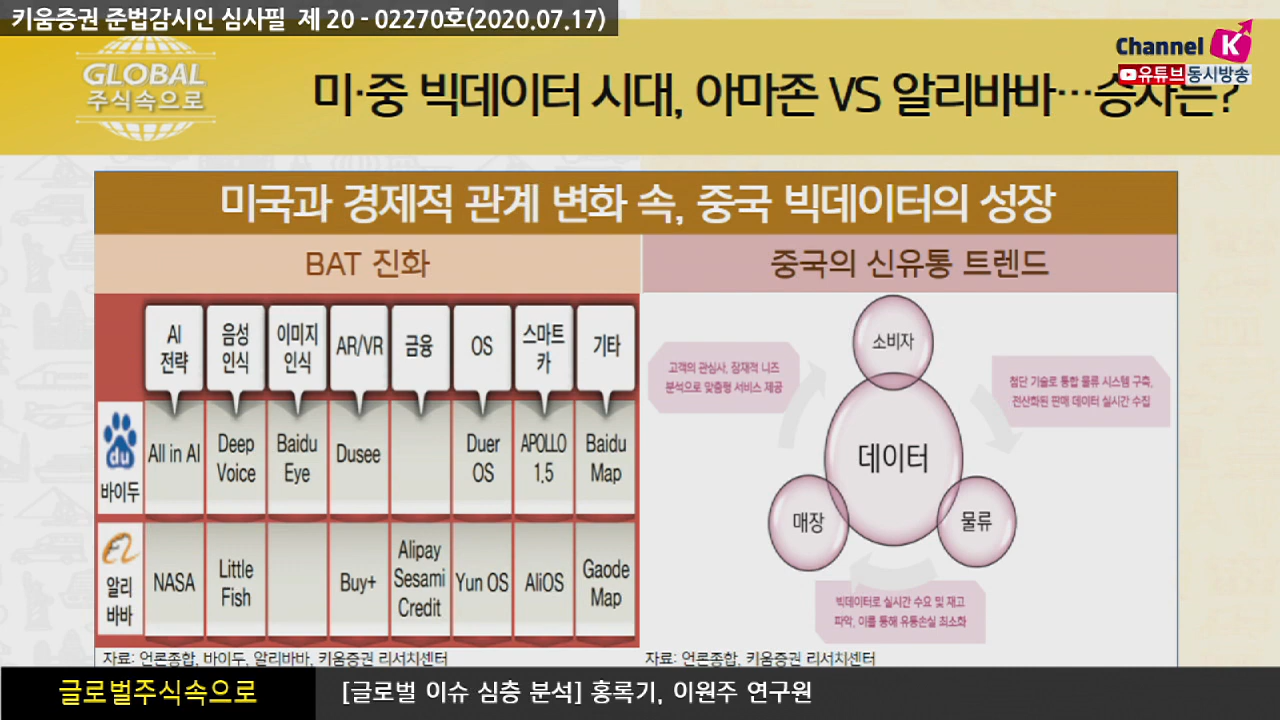 키움증권 준법감시인 심사필 제 20 - 02270호(2020.07.17)
Channel K
유튜브동시방송
GLOBAL
주식속으로
미·중 빅데이터 시대, 아마존 VS 알리바바…승자는?
미국과 경제적 관계 변화 속, 중국 빅데이터의 성장
BAT 진화
AI
전략
음성
인식
이미지
인식
AR/VR
금융
OS
스마트
카
기타
du
바이두
All in AI
Deep
Voice
Baidu
Eye
Dusee
Duer
OS
APOLLO
1.5
Baidu
Map
알리
바바
NASA
Little
Fish
Buy+
Alipay
Sesami
Credit
Yun OS
AliOS
Gaode
Map
자료: 언론종합, 바이두, 알리바바, 키움증권 리서치센터
중국의 신유통 트렌드
소비자
고객의 관심사, 잠재적 니즈
분석으로 맞춤형 서비스 제공
첨단 기술로 통합 물류 시스템 구축,
전산화된 판매 데이터 실시간 수집
데이터
매장
물류
빅데이터로 실시간 수요 및 재고
파악, 이를 통해 유통손실 최소화
자료: 언론종합, 키움증권 리서치센터
글로벌주식속으로
[글로벌 이슈 심층 분석] 홍록기, 이원주 연구원